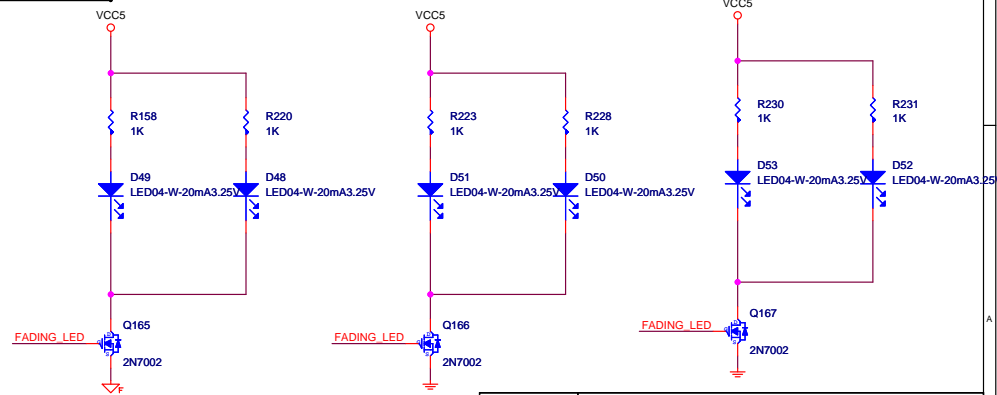 VCC5
VCC5
VCC5
R158
1K
R220
1K
R223
1K
R228
1K
R230
1K
R231
1K
D49
LED04-W-20mA3.25V
D48
LED04-W-20mA3.25V
D51
LED04-W-20mA3.25V
D50
LED04-W-20mA3.25V
D53
LED04-W-20mA3.25V
D52
LED04-W-20mA3.25
FADING_LED
Q165
2N7002
F
FADING_LED
Q166
2N7002
FADING_LED
Q167
2N7002
A